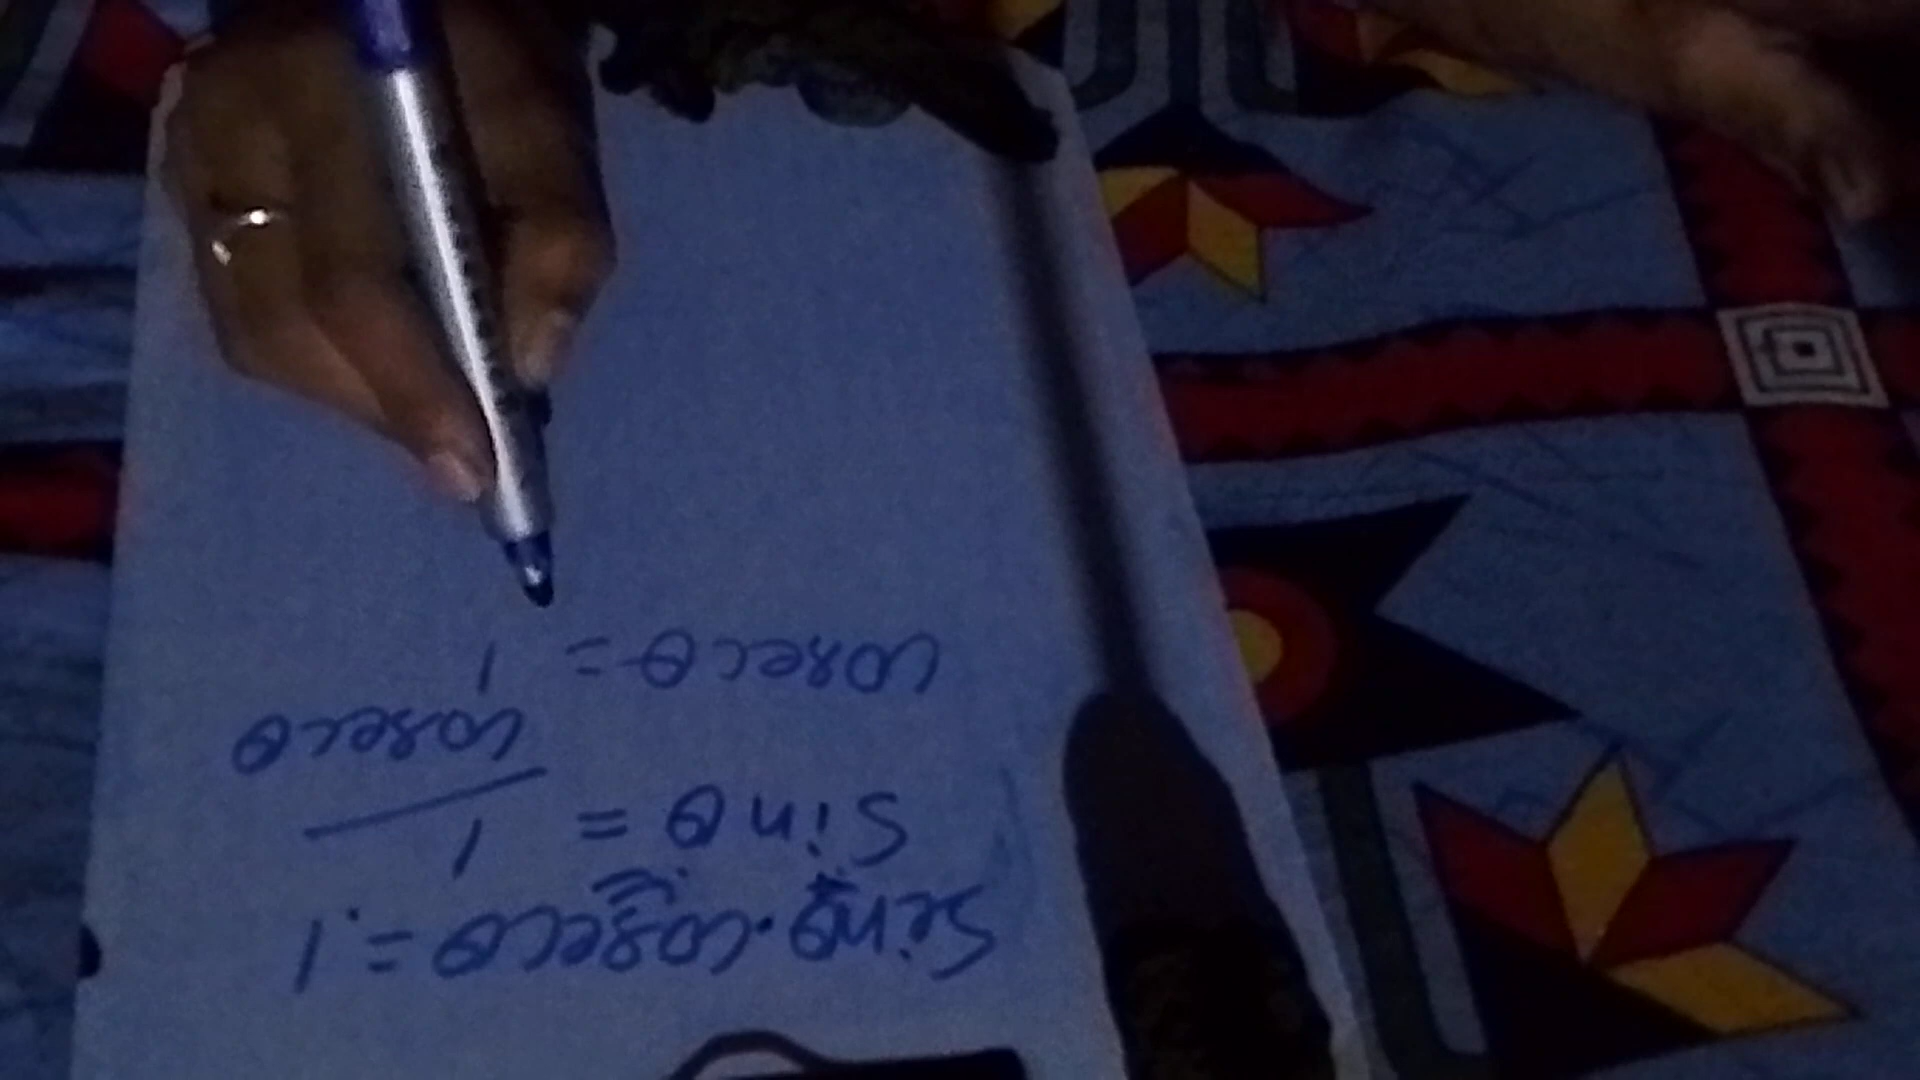 Sinθ.cosecθ=1.
Sinθ = 1/cosecθ
cosecθ= 1